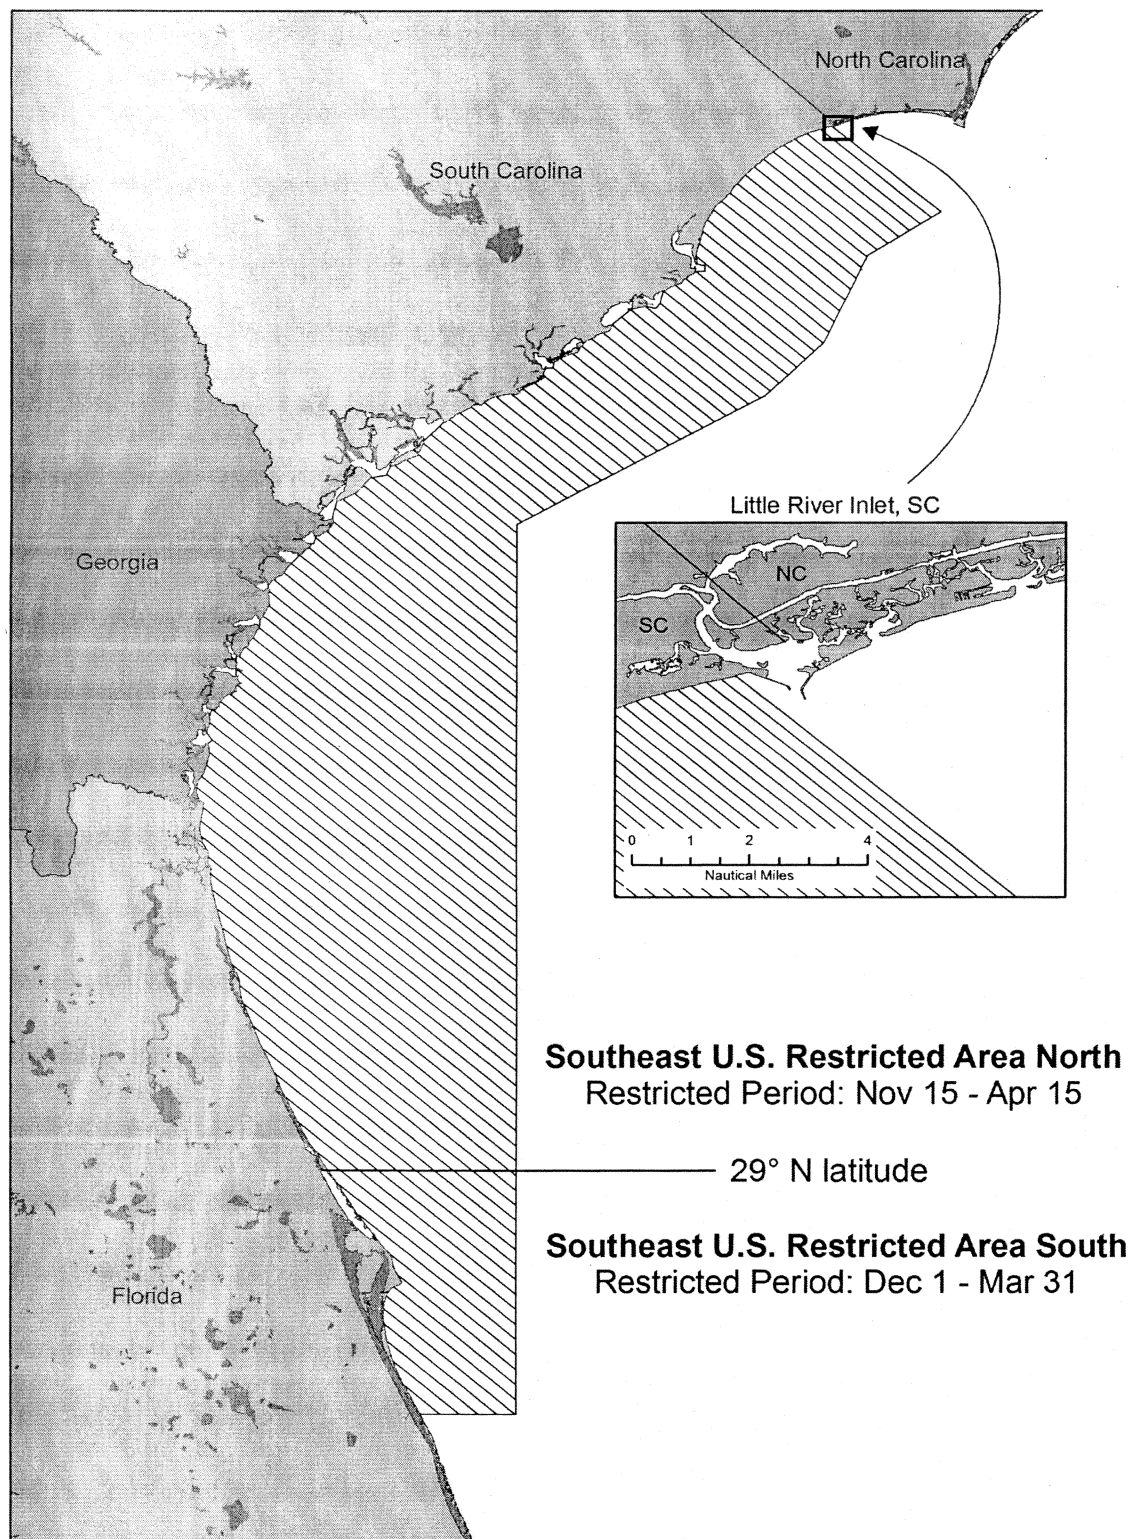 North Carolina
South Carolina
Little River Inlet, SC
Georgia
NC
SC
0 1 2 4
Nautical Miles
Southeast U.S. Restricted Area North
Restricted Period: Nov 15 - Apr 15
29° N latitude
Southeast U.S. Restricted Area South
Restricted Period: Dec 1 - Mar 31
Florida